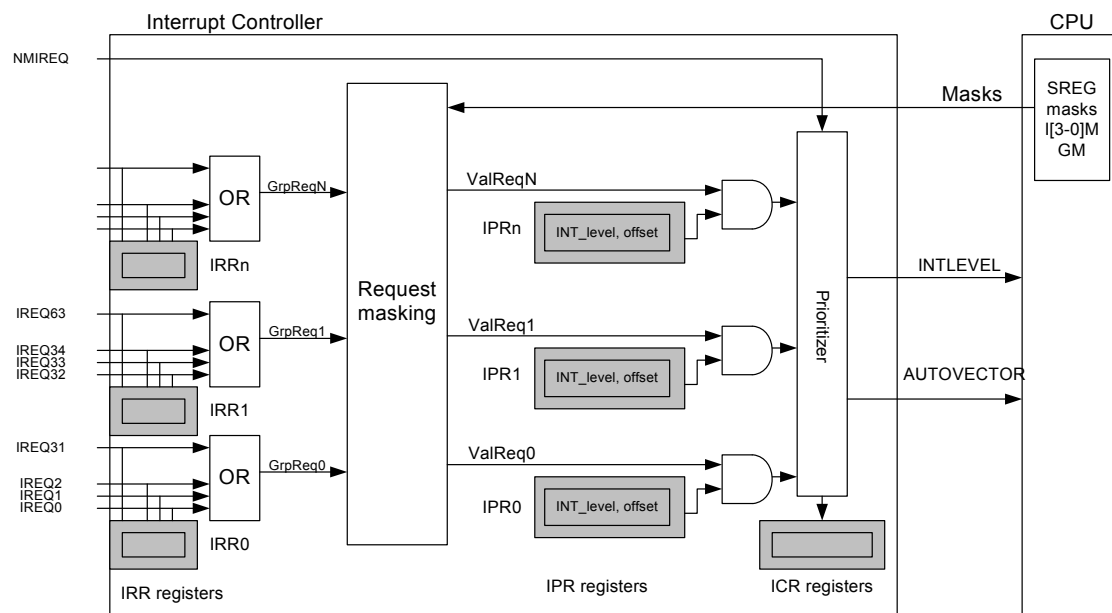 Interrupt Controller
CPU
NMIREQ
Masks
SREG
masks
I[3-0]M
GM
OR
GrpReqN
ValReqN
IPRn
INT_level, offset
IRRn
INTLEVEL
Request
masking
Prioritizer
IREQ63
OR
GrpReq1
ValReq1
IREQ34
IREQ33
IREQ32
IPR1
INT_level, offset
AUTOVECTOR
IRR1
IREQ31
OR
GrpReq0
ValReq0
IREQ2
IREQ1
IREQ0
IPR0
INT_level, offset
IRR0
IRR registers
IPR registers
ICR registers